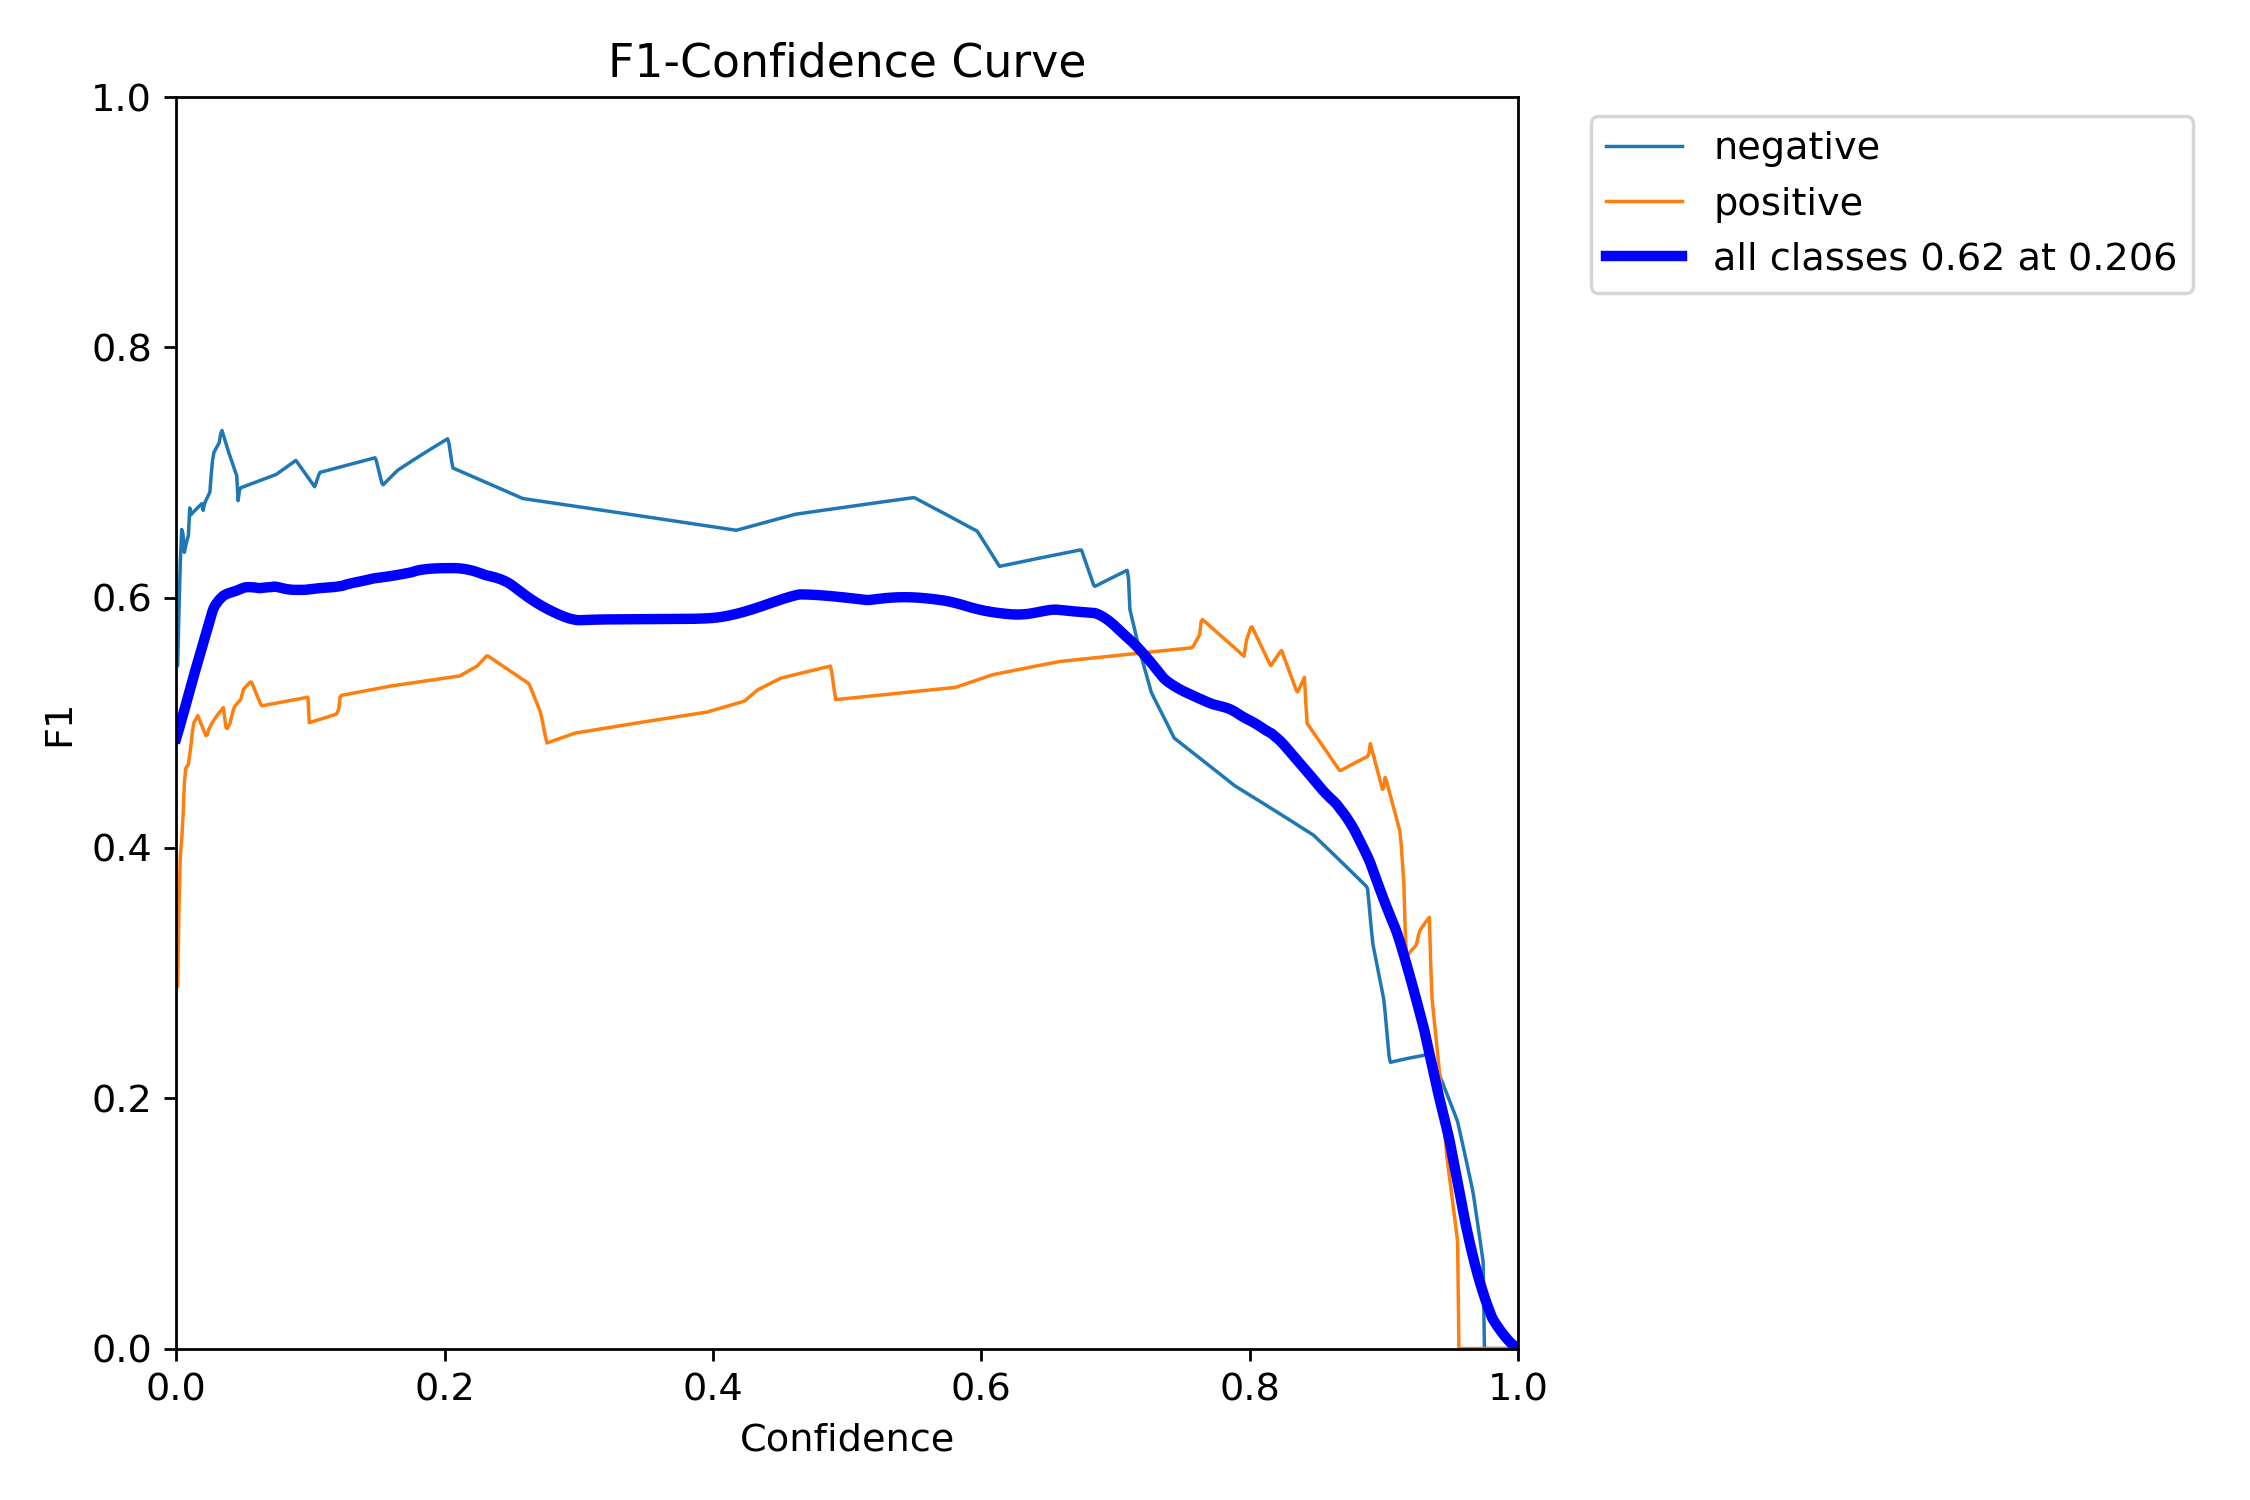 F1-Confidence Curve
negative
positive
all classes 0.62 at 0.206
F1
1.0
0.8
0.6
0.4
0.2
0.0
0.0 0.2 0.4 0.6 0.8 1.0
Confidence